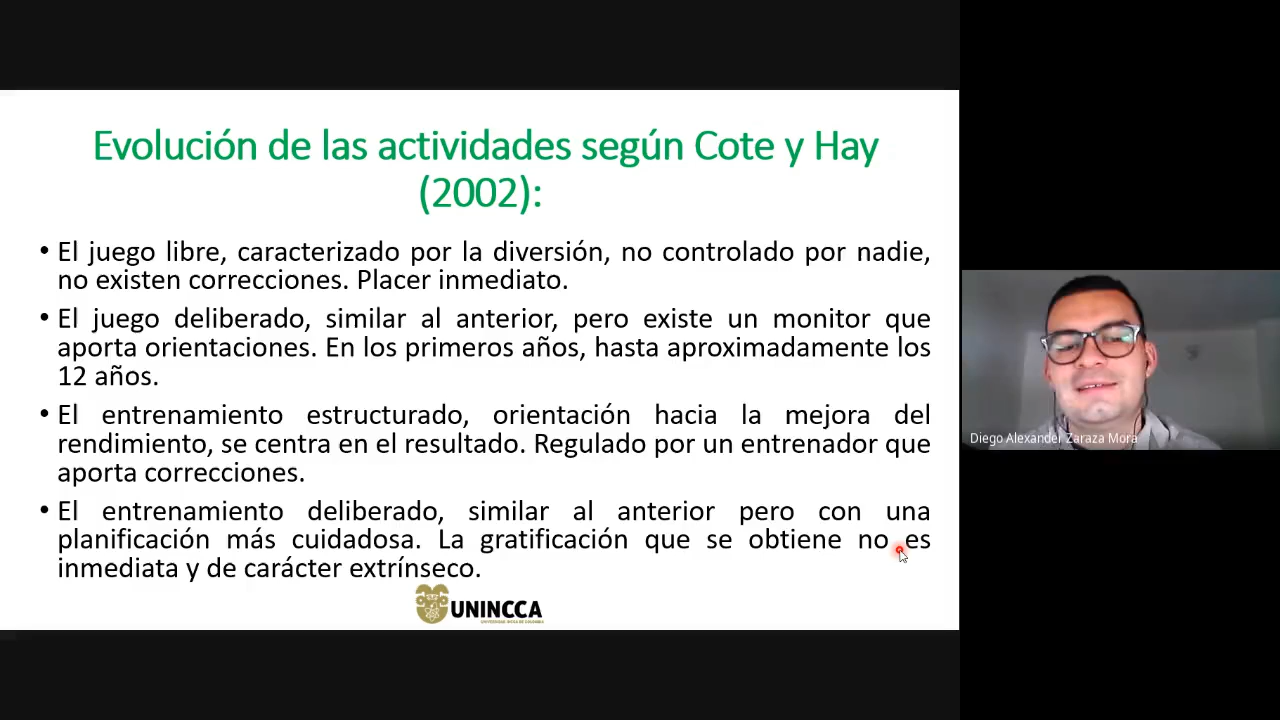 Evolución de las actividades según Cote y Hay
(2002):
• El juego libre, caracterizado por la diversión, no controlado por nadie,
no existen correcciones. Placer inmediato.
• El juego deliberado, similar al anterior, pero existe un monitor que
aporta orientaciones. En los primeros años, hasta aproximadamente los
12 años.
• El entrenamiento estructurado, orientación hacia la mejora del
rendimiento, se centra en el resultado. Regulado por un entrenador que
aporta correcciones.
• El entrenamiento deliberado, similar al anterior pero con una
planificación más cuidadosa. La gratificación que se obtiene no es
inmediata y de carácter extrínseco.
UNINCCA
UNIVERSIDAD INCCA DE COLOMBIA
Diego Alexander Zaraza Mora